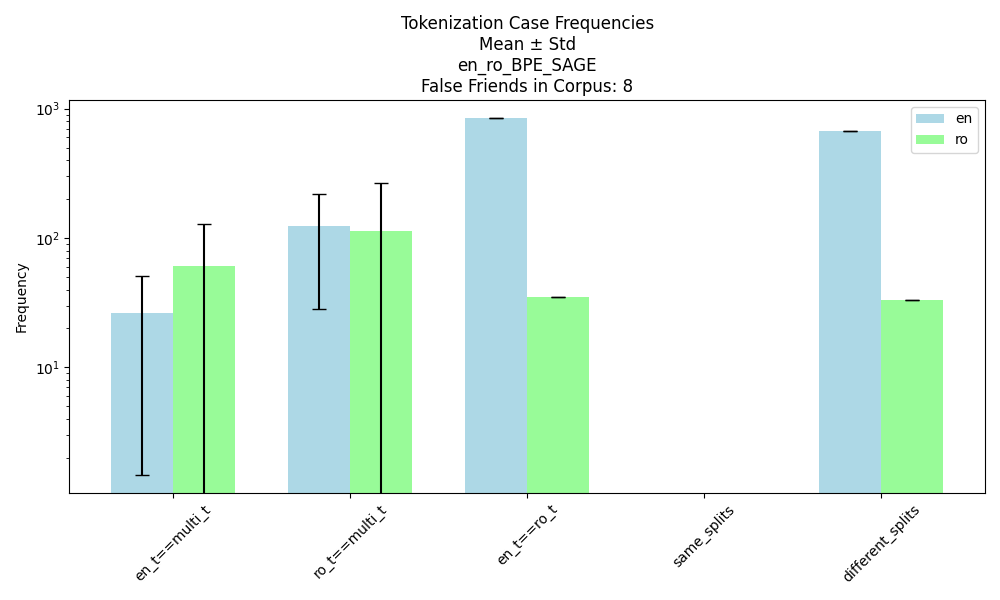 Tokenization Case Frequencies
Mean ± Std
en_ro_BPE_SAGE
False Friends in Corpus: 8
en
ro
Frequency
10³
10²
10¹
en_t==multi_t
ro_t==multi_t
en_t==ro_t
same_splits
different_splits